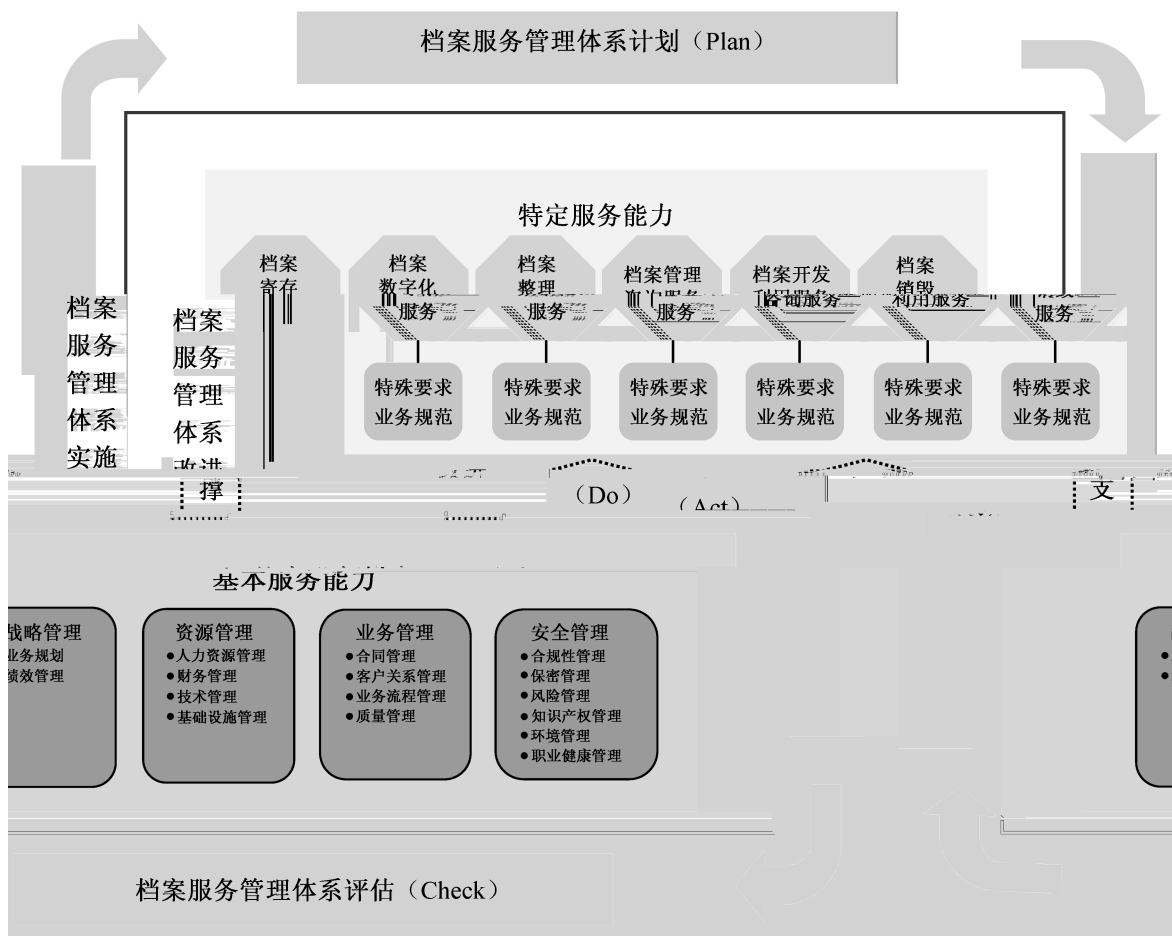 档案服务管理体系计划（Plan）
特定服务能力
档案
寄存
档案
数字化
服务
档案
整理
服务
档案管理
服务
档案开发
咨询服务
档案
销毁
利用服务
服务
档案
服务
管理
体系
实施
档案
服务
管理
体系
改进
特殊要求
业务规范
特殊要求
业务规范
特殊要求
业务规范
特殊要求
业务规范
特殊要求
业务规范
特殊要求
业务规范
撑
（Do）
（Act）
支
基本服务能力
战略管理
业务规划
绩效管理
资源管理
●人力资源管理
●财务管理
●技术管理
●基础设施管理
业务管理
●合同管理
●客户关系管理
●业务流程管理
●质量管理
安全管理
●合规性管理
●保密管理
●风险管理
●知识产权管理
●环境管理
●职业健康管理
档案服务管理体系评估（Check）